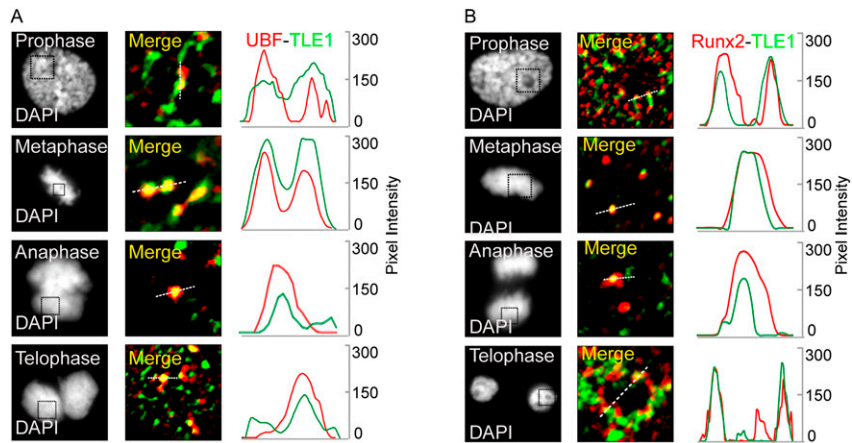 A
Prophase
DAPI
Merge
UBF-TLE1
300
150
0
Metaphase
DAPI
Merge
300
150
0
Anaphase
DAPI
Merge
300
150
0
Telophase
DAPI
Merge
300
150
0
Pixel Intensity
B
Prophase
DAPI
Merge
Runx2-TLE1
300
150
0
Metaphase
DAPI
Merge
300
150
0
Anaphase
DAPI
Merge
300
150
0
Telophase
DAPI
Merge
300
150
0
Pixel Intensity